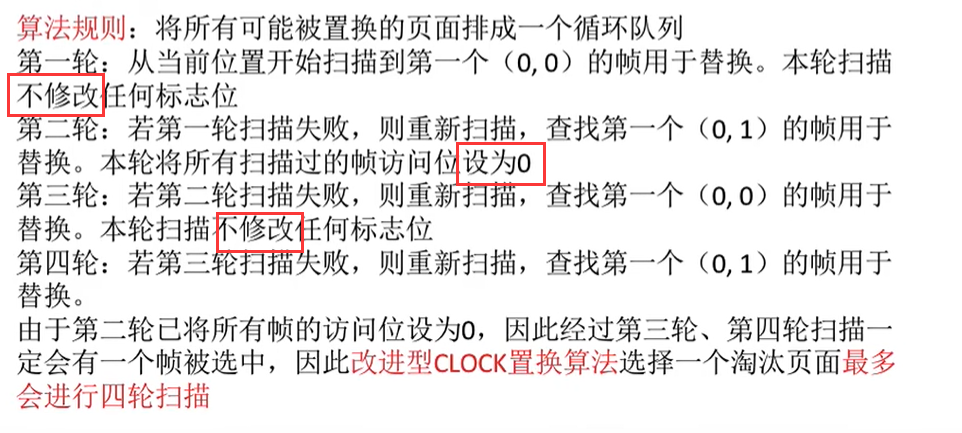 算法规则：将所有可能被置换的页面排成一个循环队列
第一轮：从当前位置开始扫描到第一个（0, 0）的帧用于替换。本轮扫描
不修改任何标志位
第二轮：若第一轮扫描失败，则重新扫描，查找第一个（0, 1）的帧用于
替换。本轮将所有扫描过的帧访问位设为0
第三轮：若第二轮扫描失败，则重新扫描，查找第一个（0, 0）的帧用于
替换。本轮扫描不修改任何标志位
第四轮：若第三轮扫描失败，则重新扫描，查找第一个（0, 1）的帧用于
替换。
由于第二轮已将所有帧的访问位设为0，因此经过第三轮、第四轮扫描一
定会有一个帧被选中，因此改进型CLOCK置换算法选择一个淘汰页面最多
会进行四轮扫描